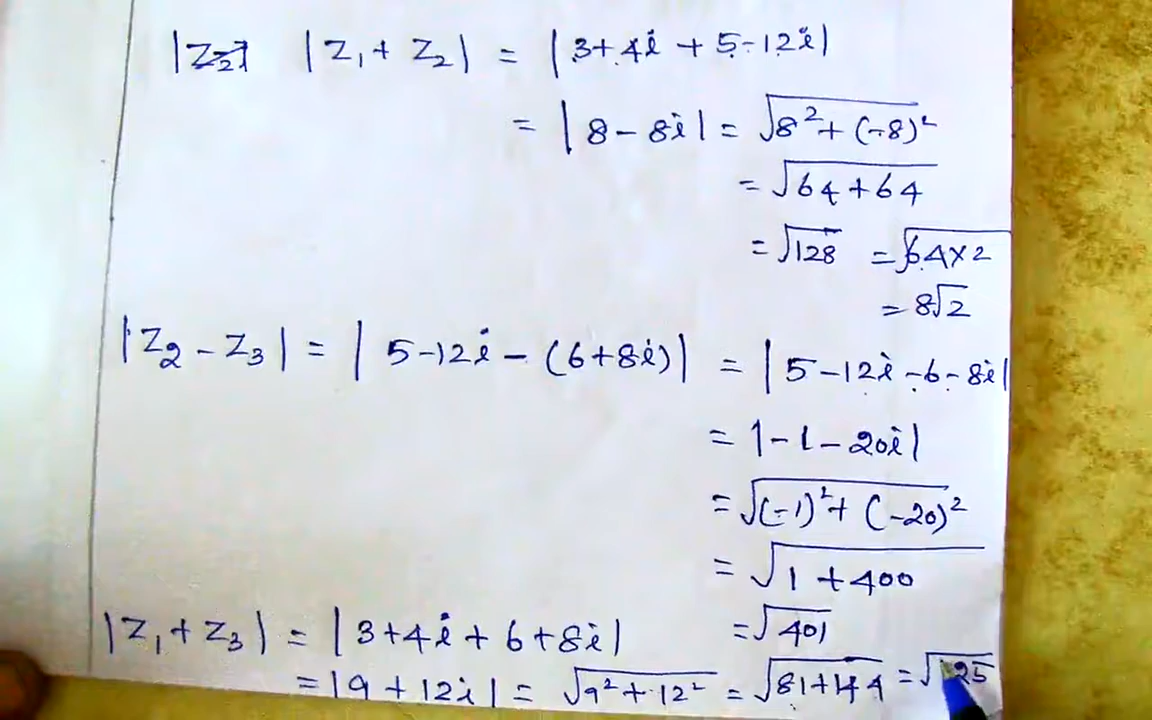 |Z₂| |Z₁ + Z₂| = |3+4i + 5-12i|
= |8 - 8i| = √8² + (-8)²
= √64+64
= √128 = √64×2
= 8√2
|Z₂ - Z₃| = |5-12i - (6+8i)| = |5-12i-6-8i|
= |-1-20i|
= √(-1)² + (-20)²
= √1+400
= √401
|Z₁ + Z₃| = |3+4i + 6+8i|
= |9 + 12i| = √9² + 12² = √81+144 =